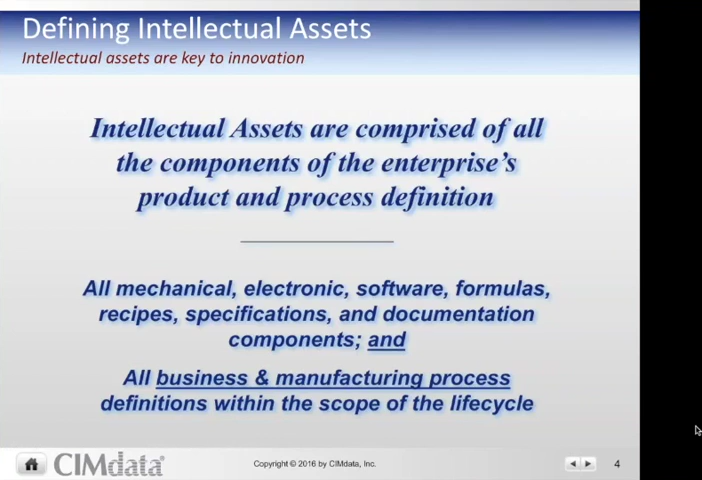 Defining Intellectual Assets
Intellectual assets are key to innovation
Intellectual Assets are comprised of all
the components of the enterprise's
product and process definition
All mechanical, electronic, software, formulas,
recipes, specifications, and documentation
components; and
All business & manufacturing process
definitions within the scope of the lifecycle
CIMdata®
Copyright © 2016 by CIMdata, Inc.
4